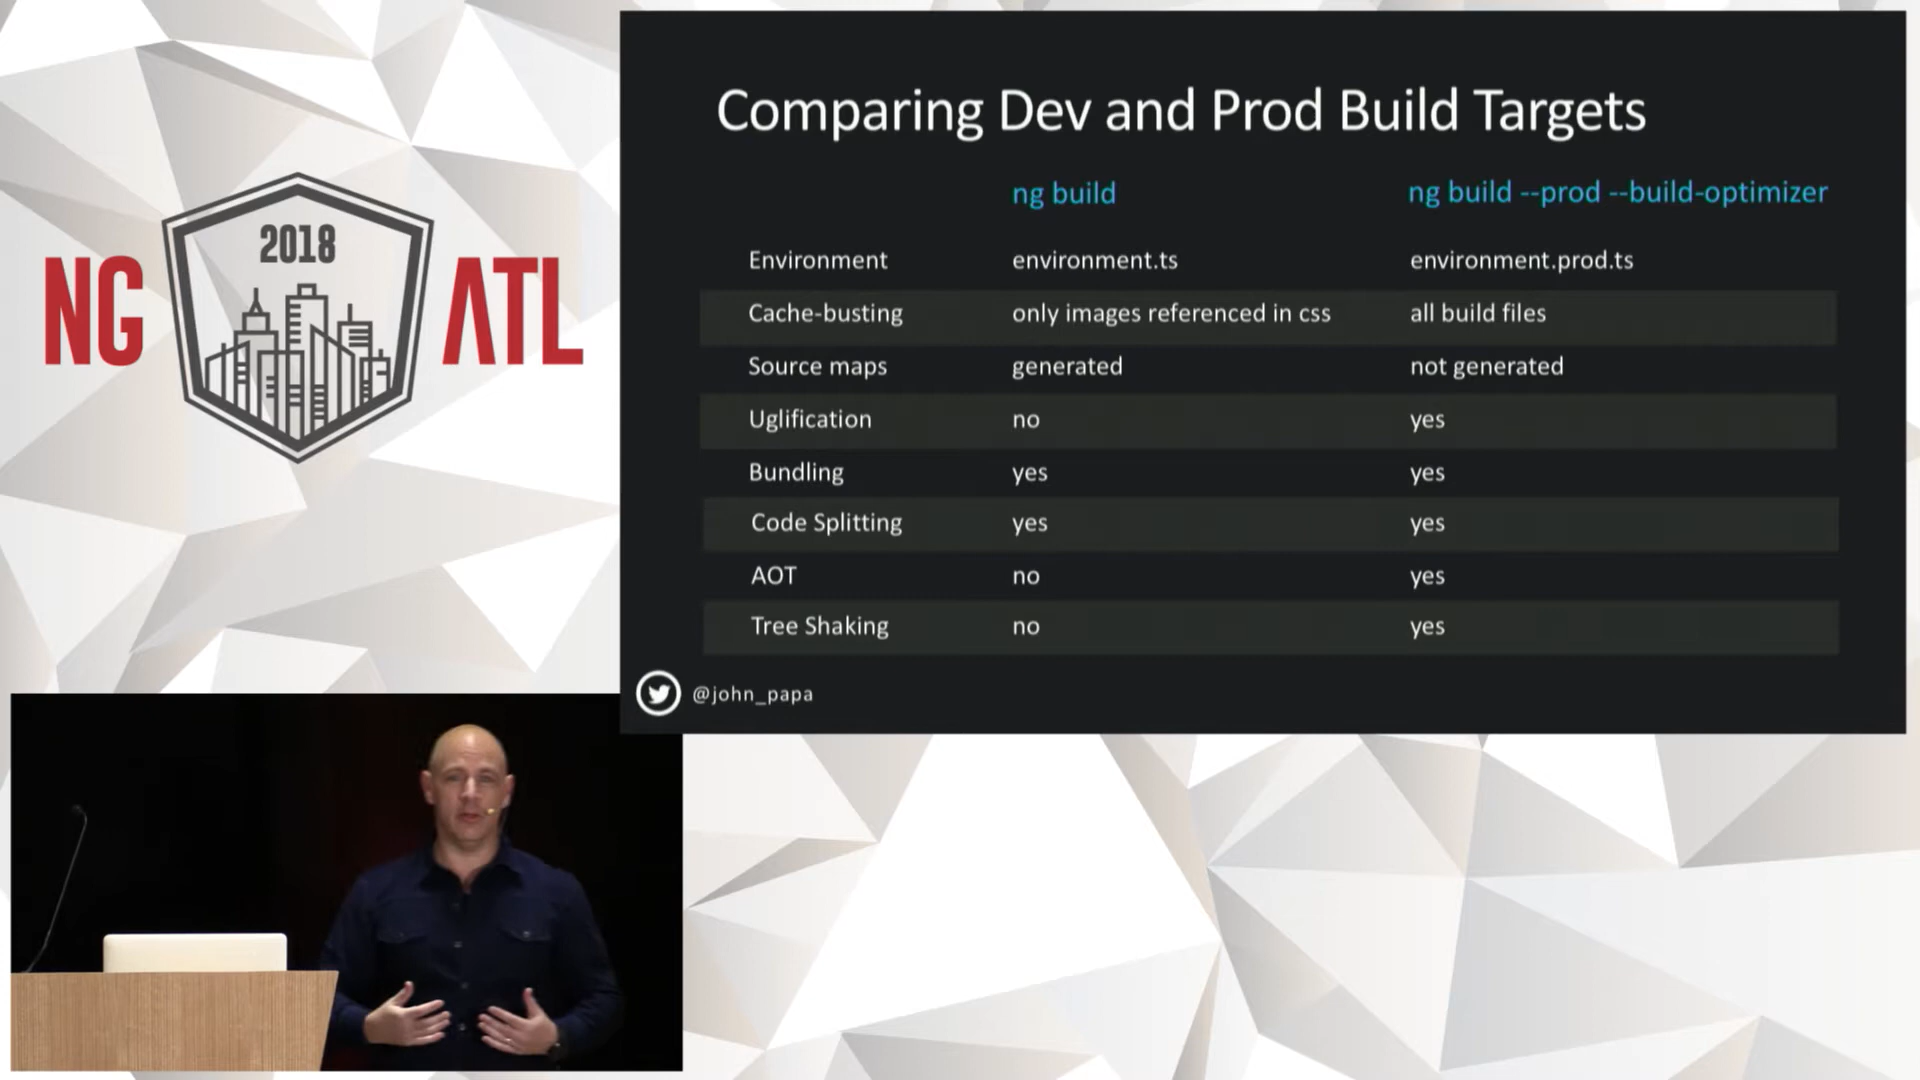 NG
2018
ATL
Comparing Dev and Prod Build Targets
ng build ng build --prod --build-optimizer
Environment environment.ts environment.prod.ts
Cache-busting only images referenced in css all build files
Source maps generated not generated
Uglification no yes
Bundling yes yes
Code Splitting yes yes
AOT no yes
Tree Shaking no yes
@john_papa